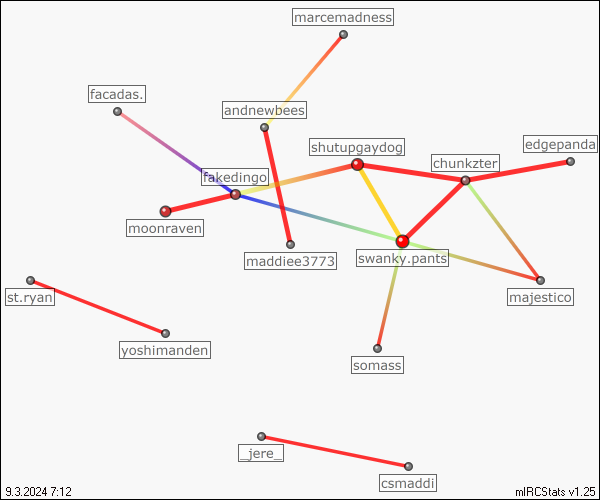 marcemadness
facadas.
andnewbees
shutupgaydog
edgepanda
chunkzter
fakedingo
moonraven
maddiee3773
swanky.pants
st.ryan
majestico
yoshimanden
somass
_jere_
csmaddi
9.3.2024 7:12
mIRCStats v1.25